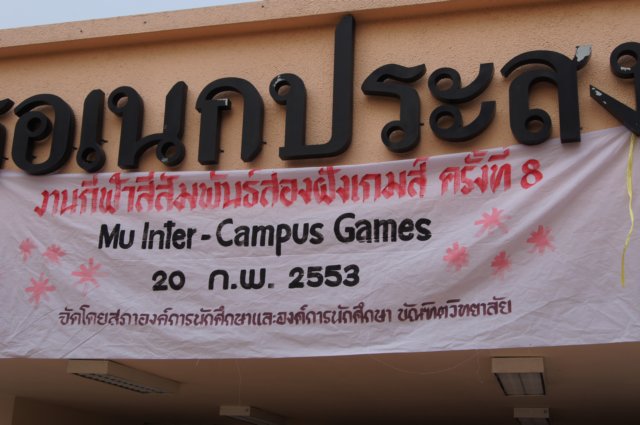 อเนกประส
งานกีฬาสีสัมพันธ์สองฝั่งเกมส์ ครั้งที่ 8
Mu Inter-Campus Games
20 ก.พ. 2553
จัดโดยสภาองค์การนักศึกษาและองค์การนักศึกษา บัณฑิตวิทยาลัย